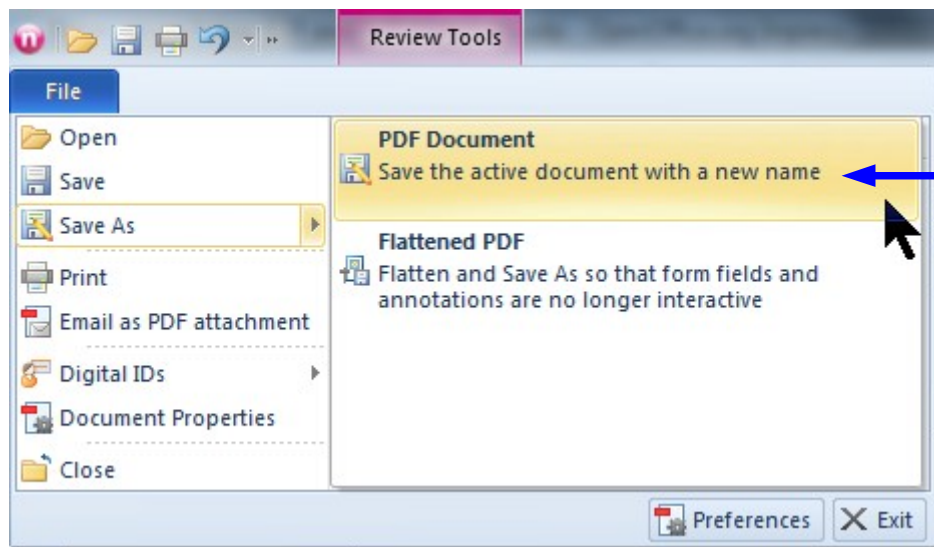 Review Tools
File
Open
Save
Save As
Print
Email as PDF attachment
Digital IDs
Document Properties
Close
PDF Document
Save the active document with a new name
Flattened PDF
Flatten and Save As so that form fields and
annotations are no longer interactive
Preferences
Exit